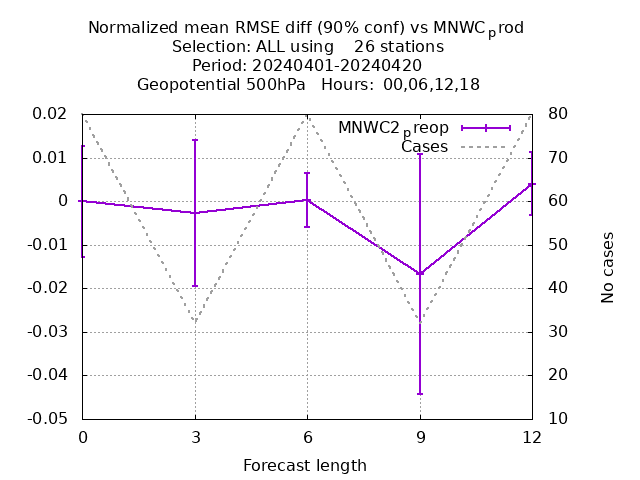 Normalized mean RMSE diff (90% conf) vs MNWCprod
Selection: ALL using    26 stations
Period: 20240401-20240420
Geopotential 500hPa   Hours:  00,06,12,18
MNWC2preop
Cases
0.02
0.01
0
-0.01
-0.02
-0.03
-0.04
-0.05
80
70
60
50
40
30
20
10
No cases
0 3 6 9 12
Forecast length